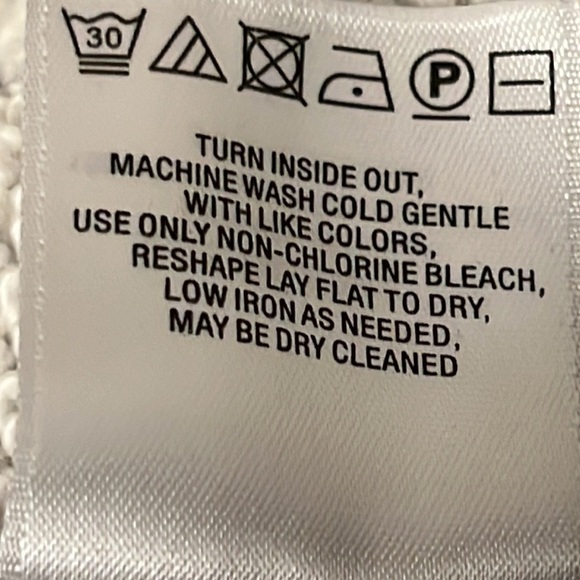 30 P
TURN INSIDE OUT,
MACHINE WASH COLD GENTLE
WITH LIKE COLORS,
USE ONLY NON-CHLORINE BLEACH,
RESHAPE LAY FLAT TO DRY,
LOW IRON AS NEEDED,
MAY BE DRY CLEANED